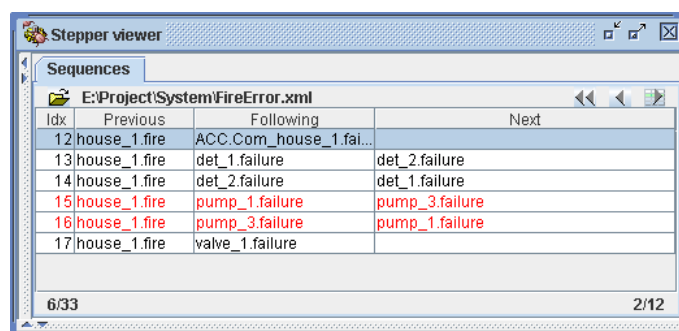 Stepper viewer
Sequences
E:\Project\System\FireError.xml
Idx Previous Following Next
12 house_1.fire ACC.Com_house_1.fai...
13 house_1.fire det_1.failure det_2.failure
14 house_1.fire det_2.failure det_1.failure
15 house_1.fire pump_1.failure pump_3.failure
16 house_1.fire pump_3.failure pump_1.failure
17 house_1.fire valve_1.failure
6/33 2/12